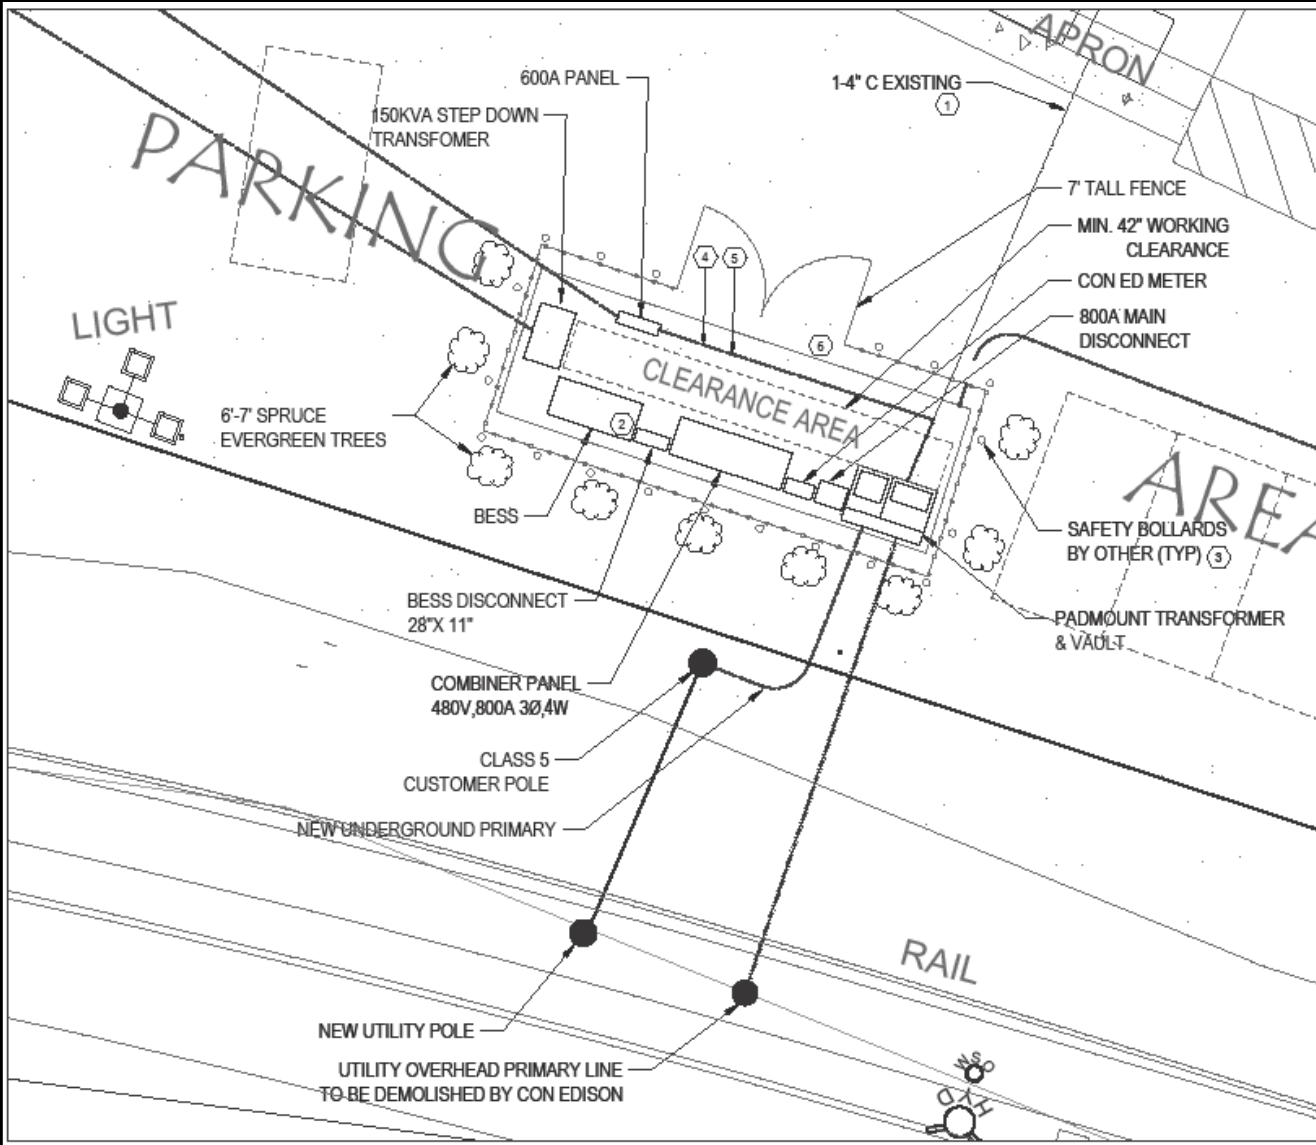 APRON
600A PANEL
1-4" C EXISTING
1
150KVA STEP DOWN
TRANSFOMER
PARKING
7' TALL FENCE
MIN. 42" WORKING
CLEARANCE
4
5
CON ED METER
800A MAIN
DISCONNECT
LIGHT
6
CLEARANCE AREA
6'-7' SPRUCE
EVERGREEN TREES
2
AREA
BESS
SAFETY BOLLARDS
BY OTHER (TYP) 3
BESS DISCONNECT
28"X 11"
PADMOUNT TRANSFORMER
& VAULT
COMBINER PANEL
480V,800A 3Ø,4W
CLASS 5
CUSTOMER POLE
NEW UNDERGROUND PRIMARY
RAIL
NEW UTILITY POLE
UTILITY OVERHEAD PRIMARY LINE
TO BE DEMOLISHED BY CON EDISON
WSO
HYD